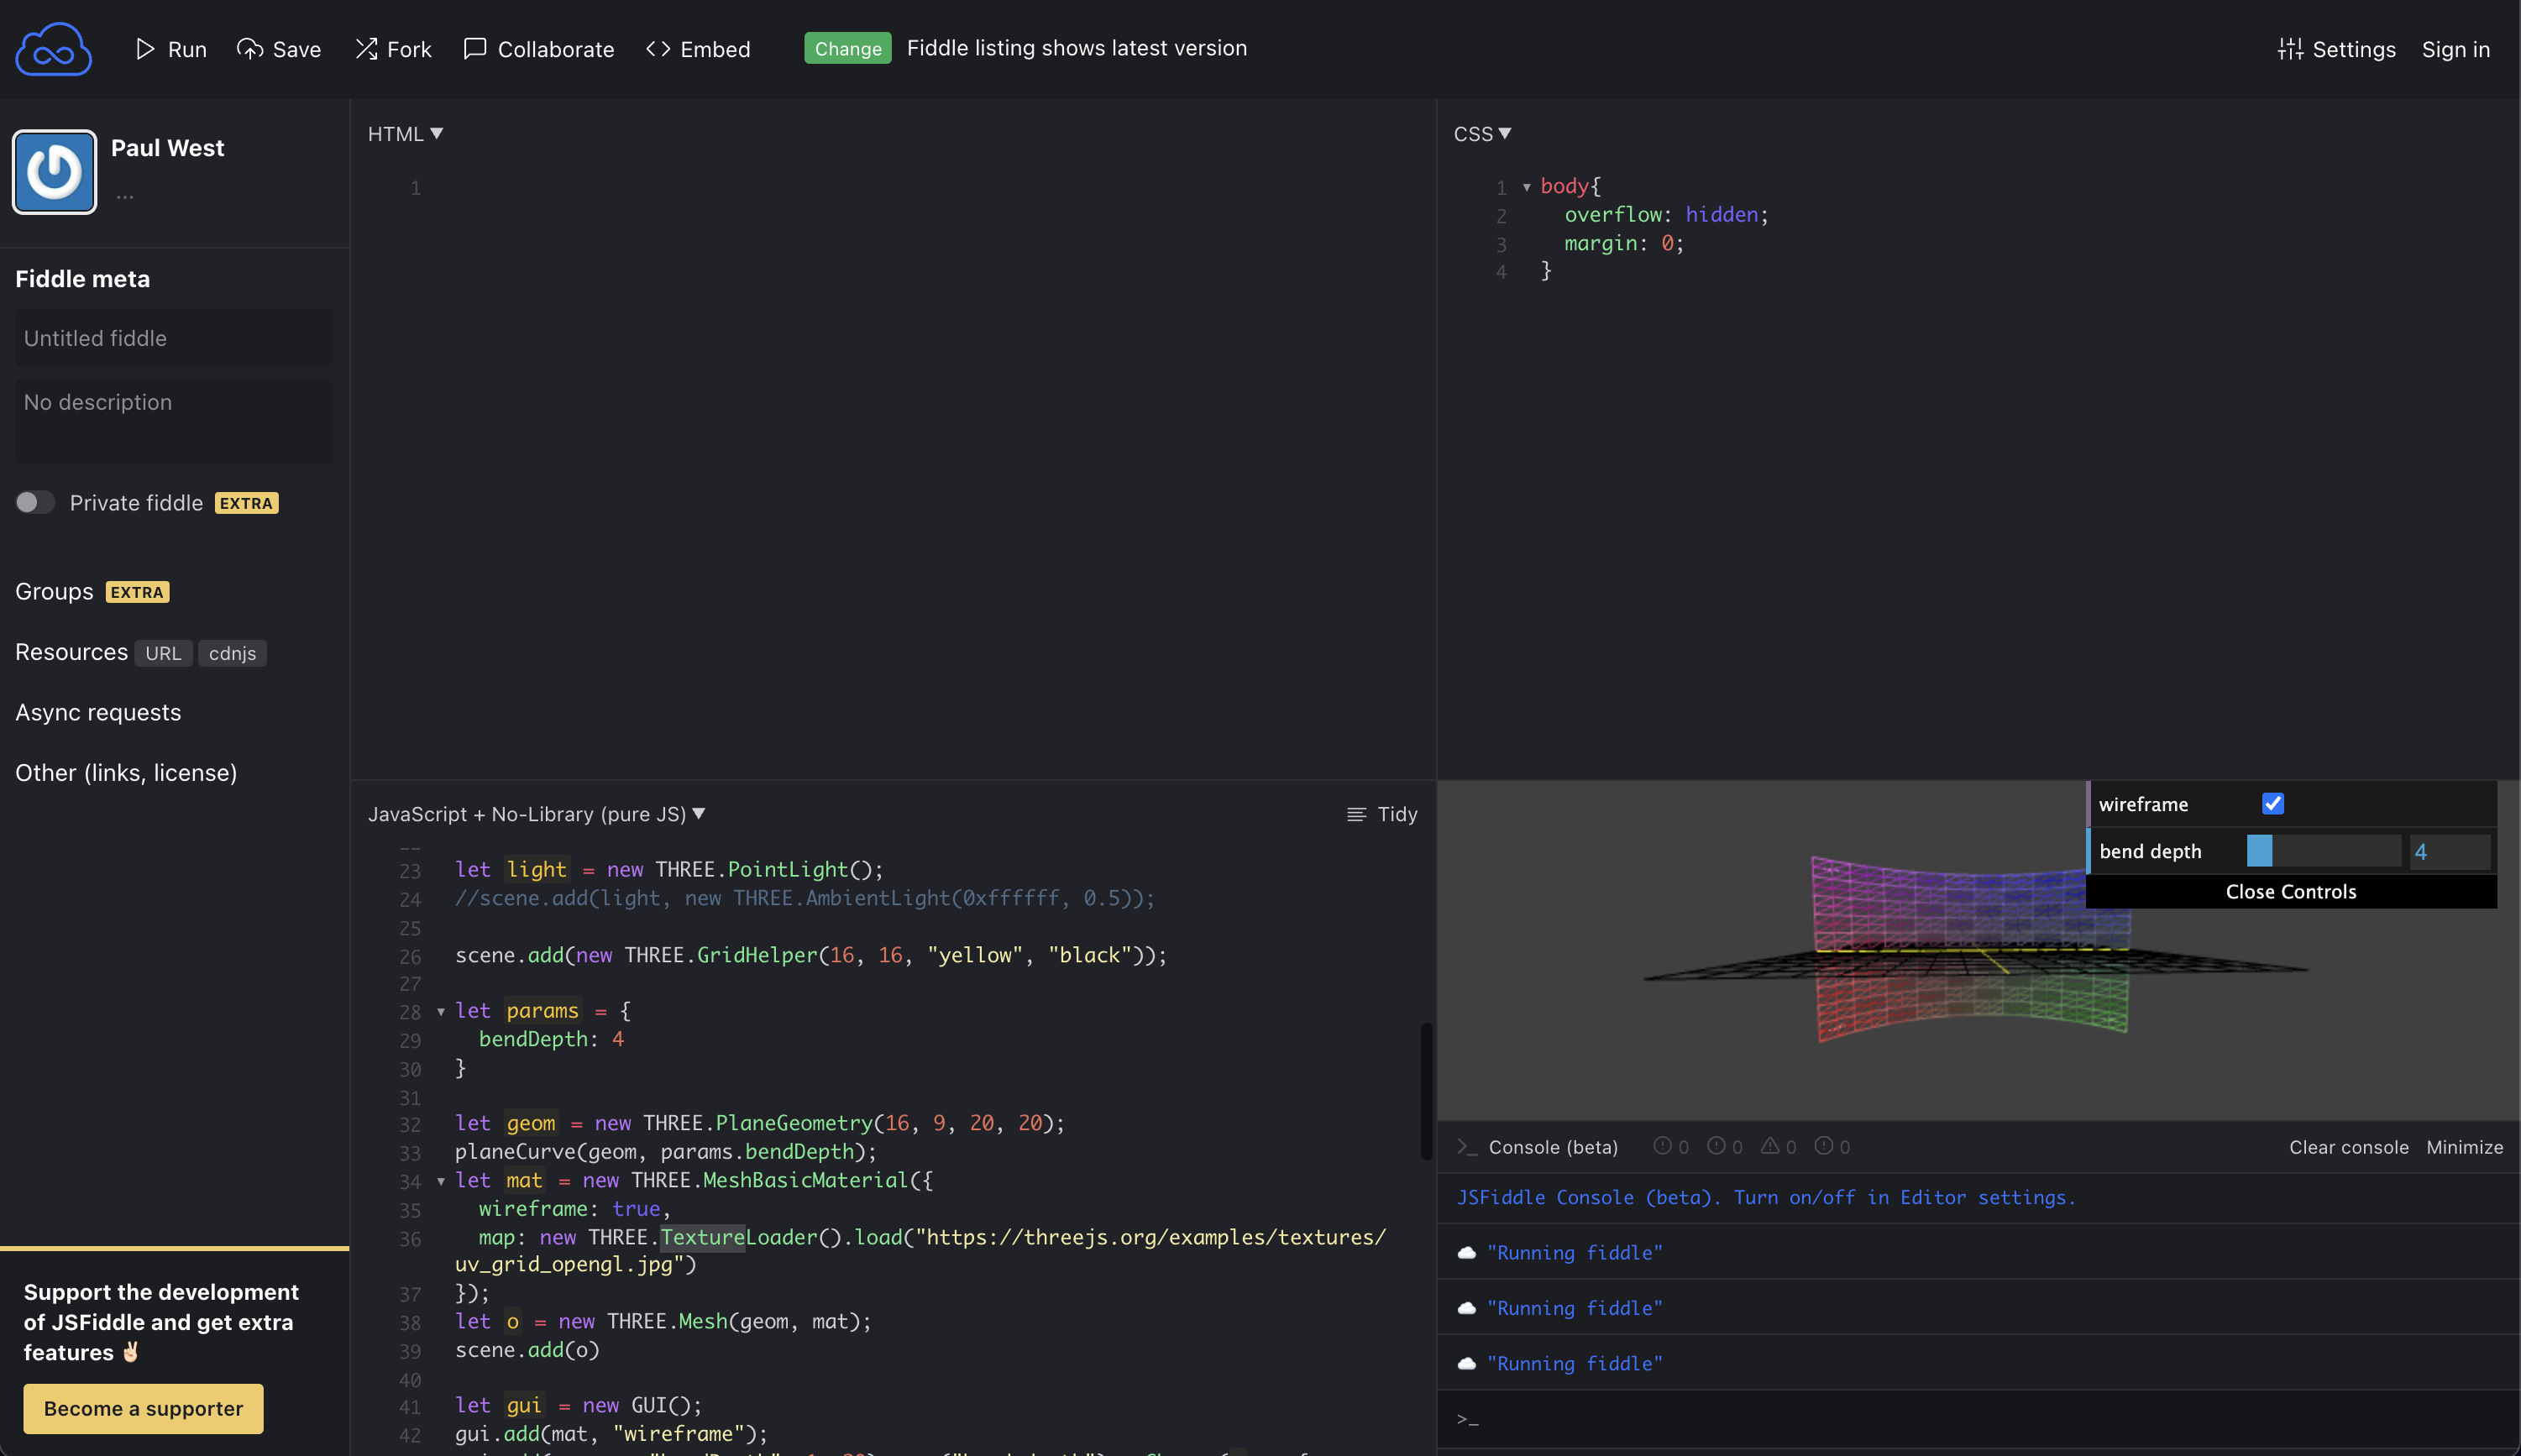 Run Save Fork Collaborate Embed Change Fiddle listing shows latest version Settings Sign in
Paul West
...
Fiddle meta
Untitled fiddle
No description
Private fiddle EXTRA
Groups EXTRA
Resources URL cdnjs
Async requests
Other (links, license)
Support the development
of JSFiddle and get extra
features ✌🏻
Become a supporter
HTML ▼
1
CSS ▼
1 ▾ body{
2 overflow: hidden;
3 margin: 0;
4 }
JavaScript + No-Library (pure JS) ▼ Tidy
23 let light = new THREE.PointLight();
24 //scene.add(light, new THREE.AmbientLight(0xffffff, 0.5));
25
26 scene.add(new THREE.GridHelper(16, 16, "yellow", "black"));
27
28 ▾ let params = {
29 bendDepth: 4
30 }
31
32 let geom = new THREE.PlaneGeometry(16, 9, 20, 20);
33 planeCurve(geom, params.bendDepth);
34 ▾ let mat = new THREE.MeshBasicMaterial({
35 wireframe: true,
36 map: new THREE.TextureLoader().load("https://threejs.org/examples/textures/
uv_grid_opengl.jpg")
37 });
38 let o = new THREE.Mesh(geom, mat);
39 scene.add(o)
40
41 let gui = new GUI();
42 gui.add(mat, "wireframe");
wireframe
bend depth 4
Close Controls
>_ Console (beta) 0 0 0 0 Clear console Minimize
JSFiddle Console (beta). Turn on/off in Editor settings.
☁️ "Running fiddle"
☁️ "Running fiddle"
☁️ "Running fiddle"
>_